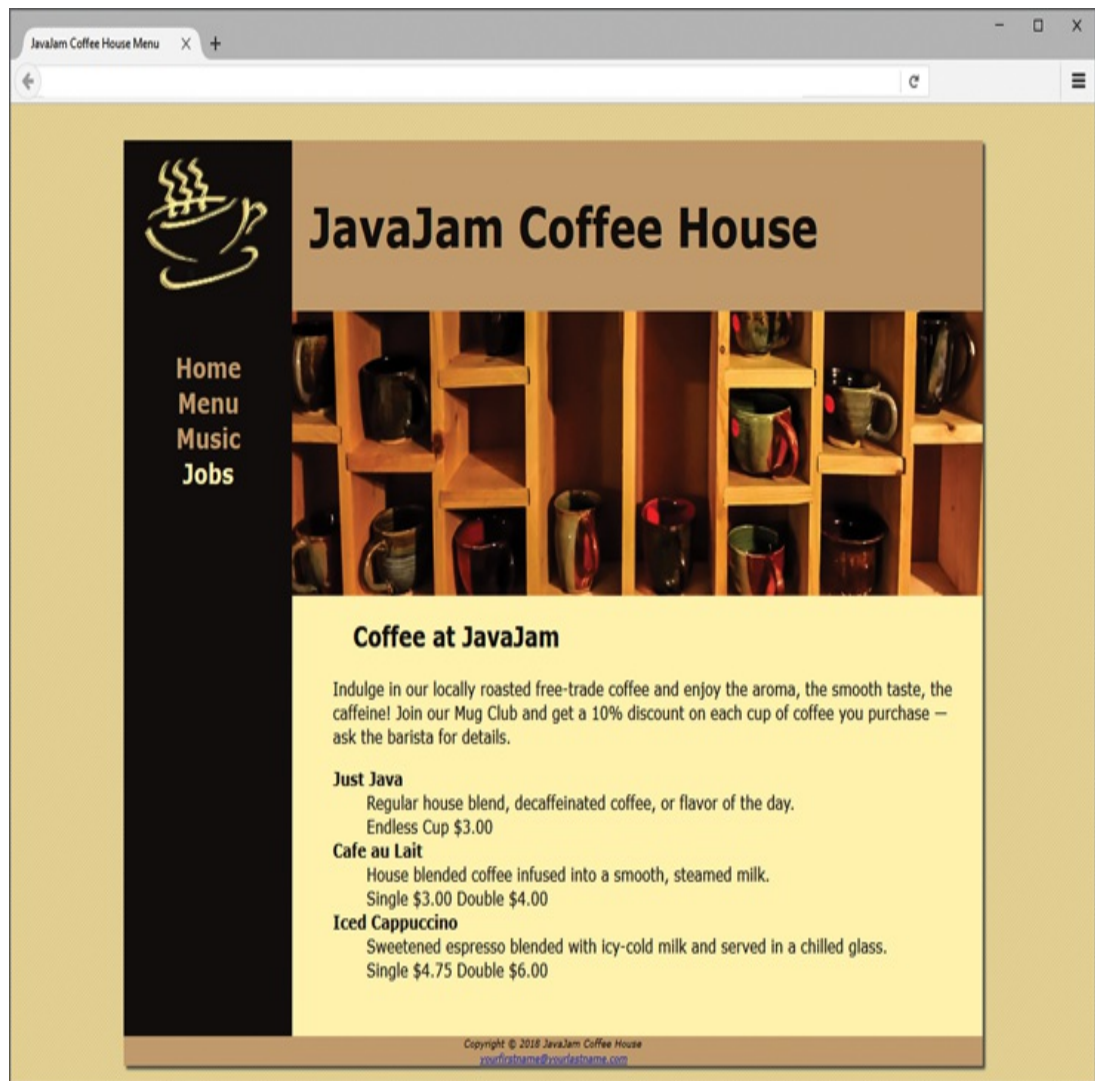 JavaJam Coffee House Menu
JavaJam Coffee House
Home
Menu
Music
Jobs
Coffee at JavaJam
Indulge in our locally roasted free-trade coffee and enjoy the aroma, the smooth taste, the
caffeine! Join our Mug Club and get a 10% discount on each cup of coffee you purchase —
ask the barista for details.
Just Java
Regular house blend, decaffeinated coffee, or flavor of the day.
Endless Cup $3.00
Cafe au Lait
House blended coffee infused into a smooth, steamed milk.
Single $3.00 Double $4.00
Iced Cappuccino
Sweetened espresso blended with icy-cold milk and served in a chilled glass.
Single $4.75 Double $6.00
Copyright © 2018 JavaJam Coffee House
yourfirstname@yourlastname.com